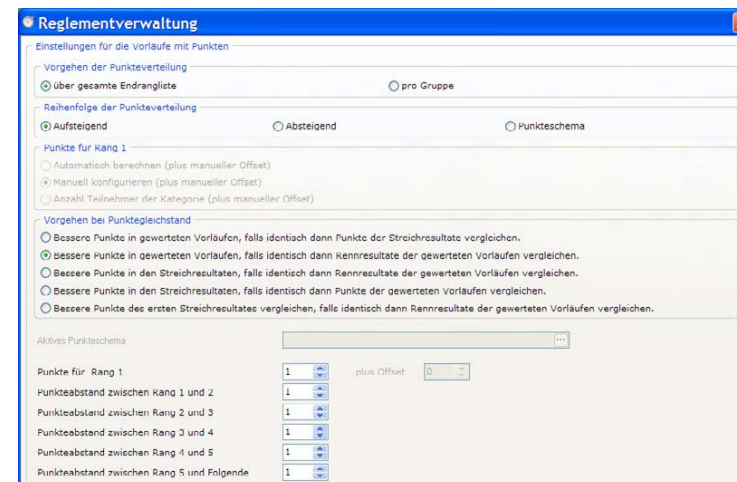 Reglementverwaltung
Einstellungen für die Vorläufe mit Punkten
Vorgehen der Punkteverteilung
über gesamte Endrangliste pro Gruppe
Reihenfolge der Punkteverteilung
Aufsteigend Absteigend Punkteschema
Punkte für Rang 1
Automatisch berechnen (plus manueller Offset)
Manuell konfigurieren (plus manueller Offset)
Anzahl Teilnehmer der Kategorie (plus manueller Offset)
Vorgehen bei Punktegleichstand
Bessere Punkte in gewerteten Vorläufen, falls identisch dann Punkte der Streichresultate vergleichen.
Bessere Punkte in gewerteten Vorläufen, falls identisch dann Rennresultate der gewerteten Vorläufen vergleichen.
Bessere Punkte in den Streichresultaten, falls identisch dann Rennresultate der gewerteten Vorläufen vergleichen.
Bessere Punkte in den Streichresultaten, falls identisch dann Punkte der gewerteten Vorläufen vergleichen.
Bessere Punkte des ersten Streichresultates vergleichen, falls identisch dann Rennresultate der gewerteten Vorläufen vergleichen.
Aktives Punkteschema ...
Punkte für Rang 1 1 plus Offset 0
Punkteabstand zwischen Rang 1 und 2 1
Punkteabstand zwischen Rang 2 und 3 1
Punkteabstand zwischen Rang 3 und 4 1
Punkteabstand zwischen Rang 4 und 5 1
Punkteabstand zwischen Rang 5 und Folgende 1